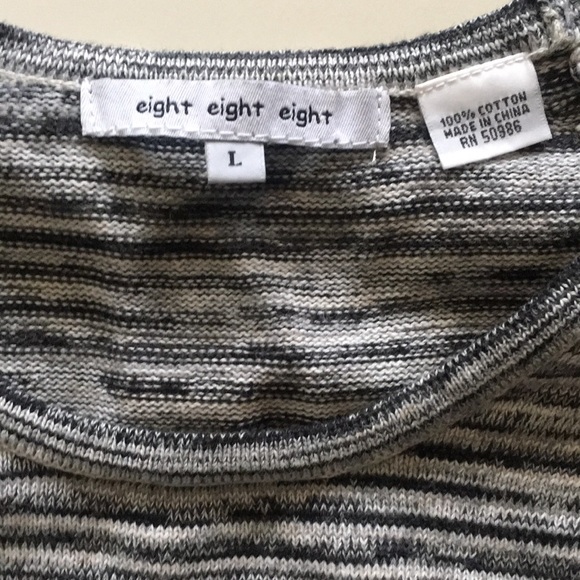 eight eight eight
L
100% COTTON
MADE IN CHINA
RN 50986